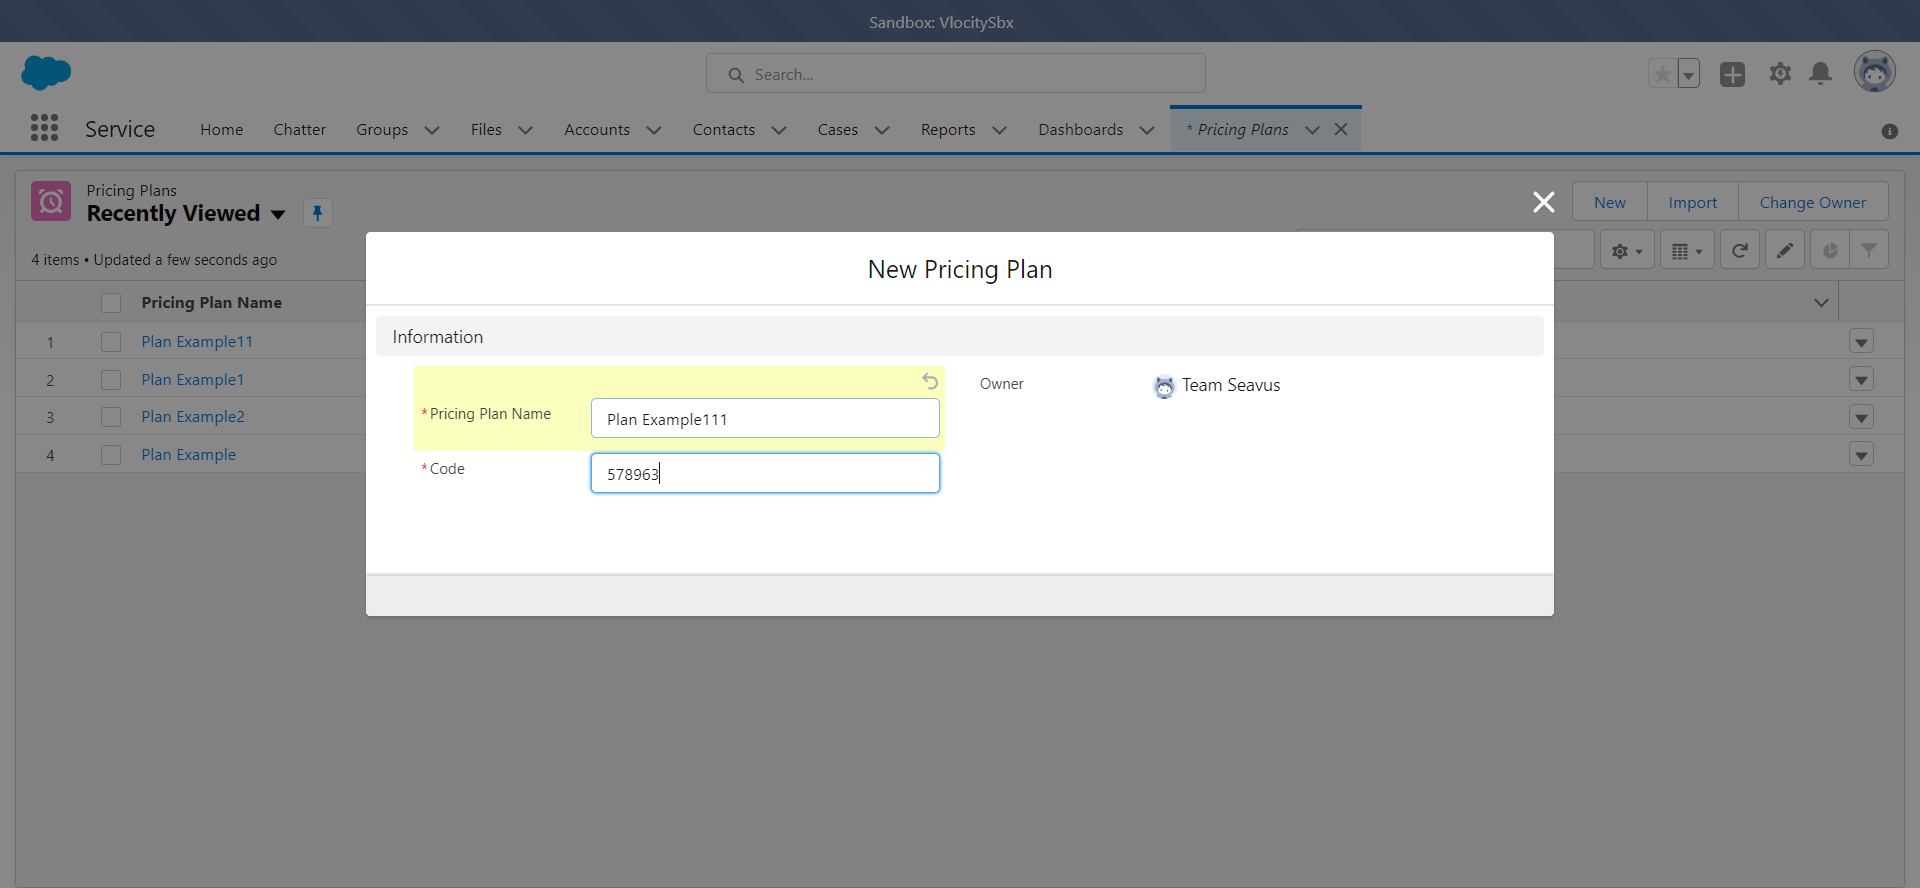 Sandbox: VlocitySbx
Search...
Service Home Chatter Groups Files Accounts Contacts Cases Reports Dashboards * Pricing Plans
Pricing Plans
Recently Viewed
New Import Change Owner
4 items • Updated a few seconds ago
Pricing Plan Name
1 Plan Example11
2 Plan Example1
3 Plan Example2
4 Plan Example
New Pricing Plan
Information
*Pricing Plan Name Plan Example111
Owner Team Seavus
*Code 578963